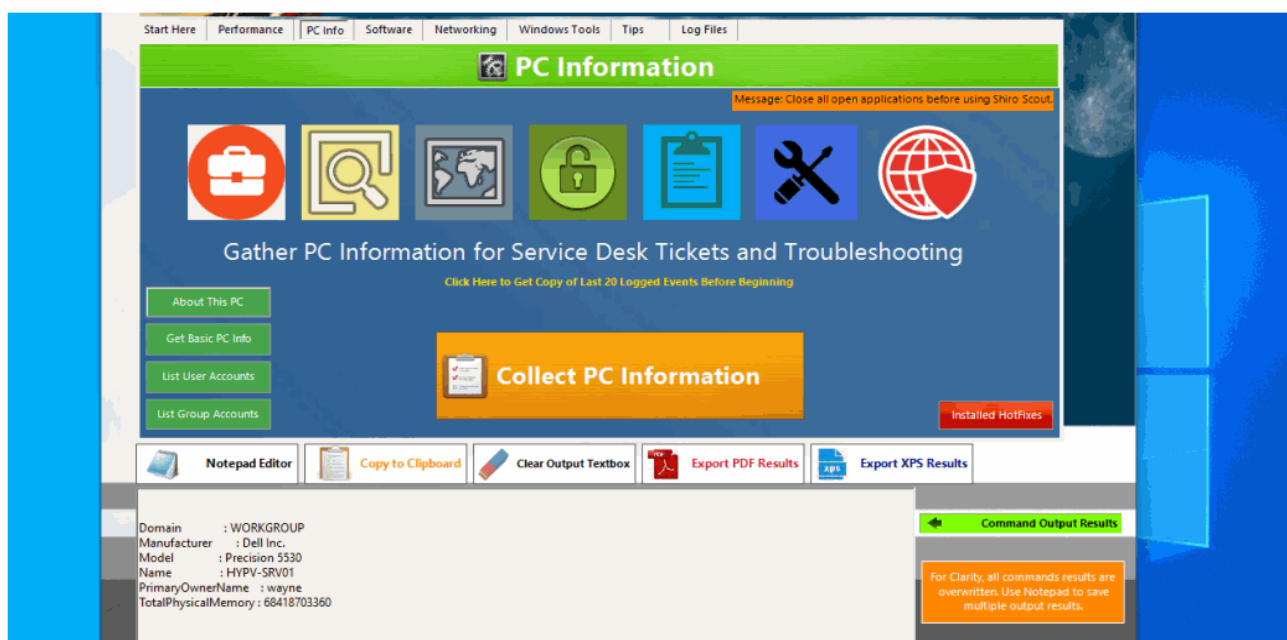 Start Here Performance PC Info Software Networking Windows Tools Tips Log Files
PC Information
Message: Close all open applications before using Shiro Scout.
Gather PC Information for Service Desk Tickets and Troubleshooting
Click Here to Get Copy of Last 20 Logged Events Before Beginning
About This PC
Get Basic PC Info
List User Accounts
List Group Accounts
Collect PC Information
Installed HotFixes
Notepad Editor Copy to Clipboard Clear Output Textbox PDF Export PDF Results xps Export XPS Results
Domain : WORKGROUP
Manufacturer : Dell Inc.
Model : Precision 5530
Name : HYPV-SRV01
PrimaryOwnerName : wayne
TotalPhysicalMemory : 68418703360
Command Output Results
For Clarity, all commands results are
overwritten. Use Notepad to save
multiple output results.